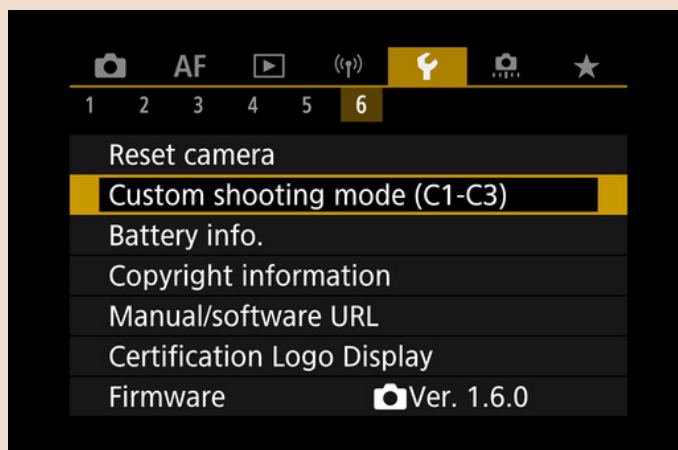 AF
1 2 3 4 5 6
Reset camera
Custom shooting mode (C1-C3)
Battery info.
Copyright information
Manual/software URL
Certification Logo Display
Firmware Ver. 1.6.0